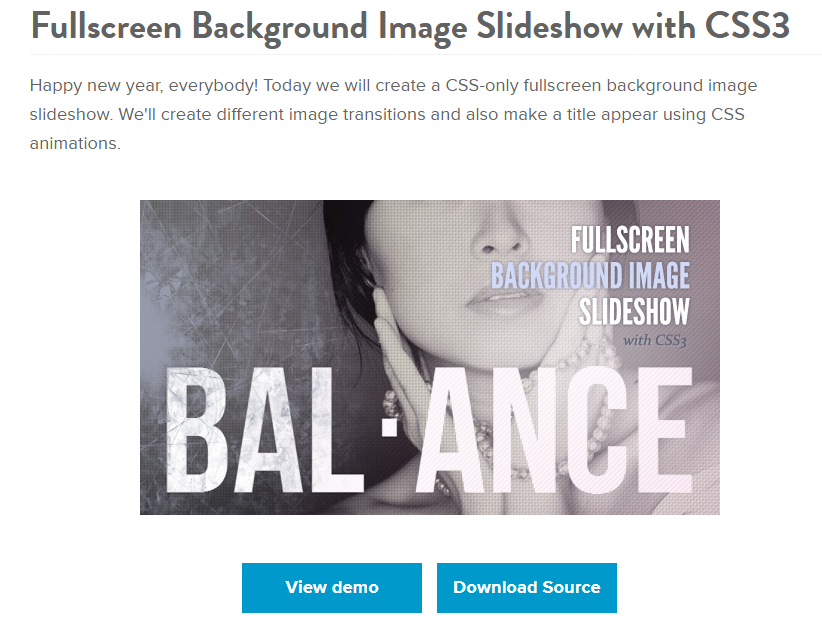 Fullscreen Background Image Slideshow with CSS3
Happy new year, everybody! Today we will create a CSS-only fullscreen background image
slideshow. We'll create different image transitions and also make a title appear using CSS
animations.
FULLSCREEN
BACKGROUND IMAGE
SLIDESHOW
with CSS3
BAL·ANCE
View demo
Download Source